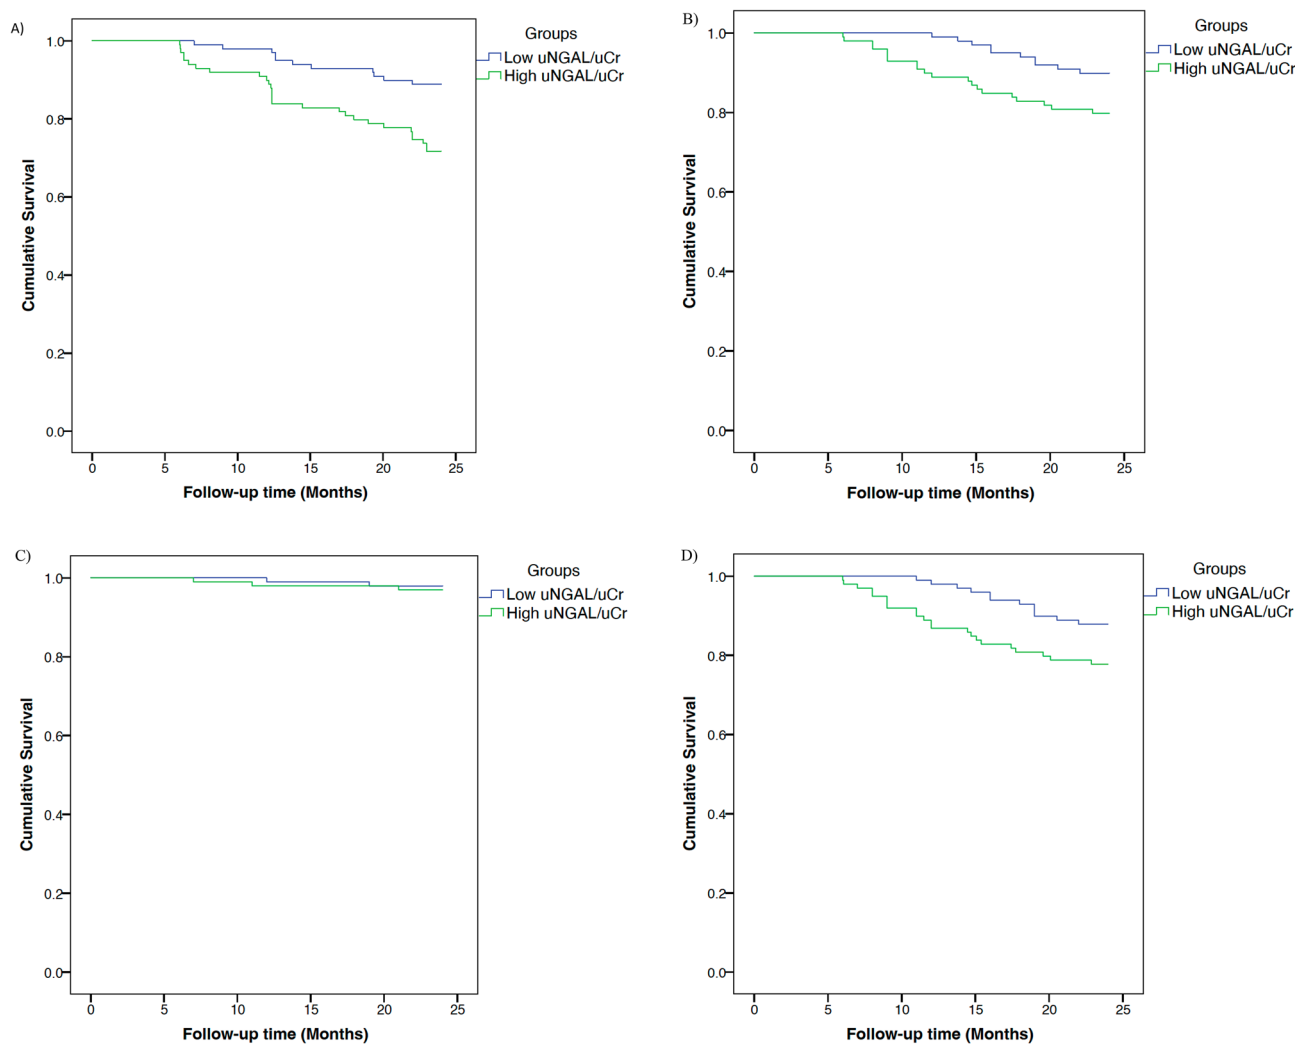 A)
Groups
Low uNGAL/uCr
High uNGAL/uCr
1.0
0.8
0.6
0.4
0.2
0.0
Cumulative Survival
0 5 10 15 20 25
Follow-up time (Months)
B)
Groups
Low uNGAL/uCr
High uNGAL/uCr
1.0
0.8
0.6
0.4
0.2
0.0
Cumulative Survival
0 5 10 15 20 25
Follow-up time (Months)
C)
Groups
Low uNGAL/uCr
High uNGAL/uCr
1.0
0.8
0.6
0.4
0.2
0.0
Cumulative Survival
0 5 10 15 20 25
Follow-up time (Months)
D)
Groups
Low uNGAL/uCr
High uNGAL/uCr
1.0
0.8
0.6
0.4
0.2
0.0
Cumulative Survival
0 5 10 15 20 25
Follow-up time (Months)